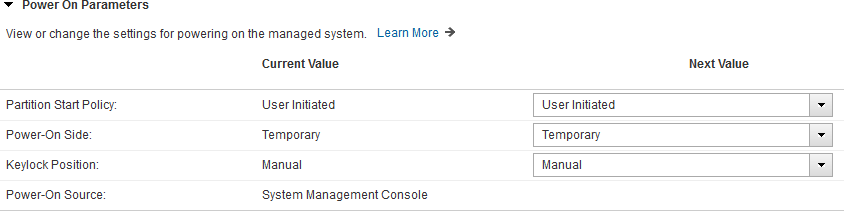 Power On Parameters
View or change the settings for powering on the managed system. Learn More
Current Value Next Value
Partition Start Policy: User Initiated User Initiated
Power-On Side: Temporary Temporary
Keylock Position: Manual Manual
Power-On Source: System Management Console